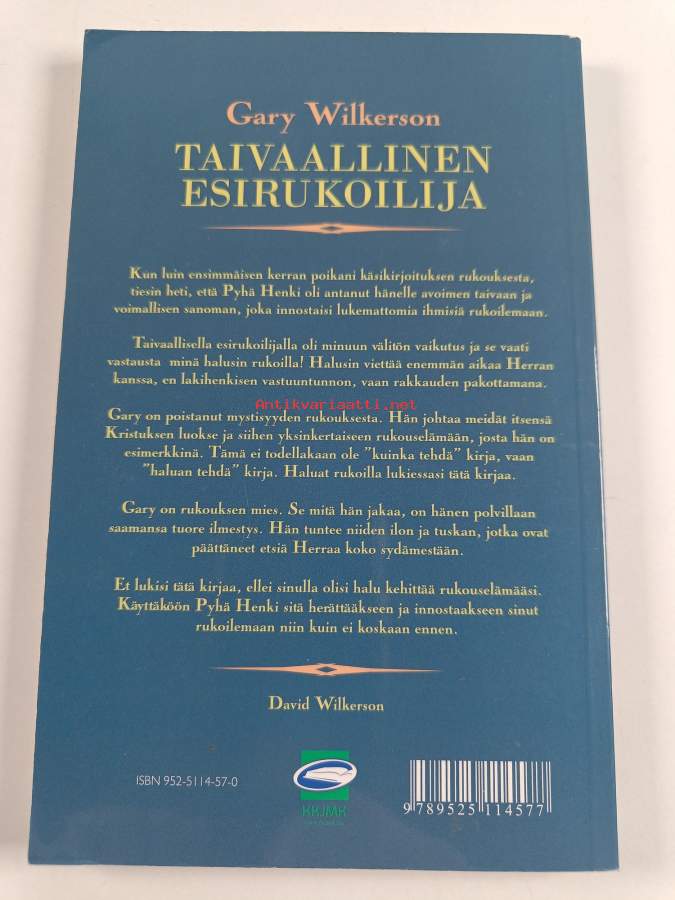 Gary Wilkerson
TAIVAALLINEN
ESIRUKOILIJA
Kun luin ensimmäisen kerran poikani käsikirjoituksen rukouksesta,
tiesin heti, että Pyhä Henki oli antanut hänelle avoimen taivaan ja
voimallisen sanoman, joka innostaisi lukemattomia ihmisiä rukoilemaan.
Taivaallisella esirukoilijalla oli minuun välitön vaikutus ja se vaati
vastausta minä halusin rukoilla! Halusin viettää enemmän aikaa Herran
kanssa, en lakihenkisen vastuuntunnon, vaan rakkauden pakottamana.
Antikvariaatti.net
Gary on poistanut mystisyyden rukouksesta. Hän johtaa meidät itsensä
Kristuksen luokse ja siihen yksinkertaiseen rukouselämään, josta hän on
esimerkkinä. Tämä ei todellakaan ole "kuinka tehdä" kirja, vaan
"haluan tehdä" kirja. Haluat rukoilla lukiessasi tätä kirjaa.
Gary on rukouksen mies. Se mitä hän jakaa, on hänen polvillaan
saamansa tuore ilmestys. Hän tuntee niiden ilon ja tuskan, jotka ovat
päättäneet etsiä Herraa koko sydämestään.
Et lukisi tätä kirjaa, ellei sinulla olisi halu kehittää rukouselämääsi.
Käyttäköön Pyhä Henki sitä herättääkseen ja innostaakseen sinut
rukoilemaan niin kuin ei koskaan ennen.
David Wilkerson
ISBN 952-5114-57-0
KKJMK
9 789525 114577